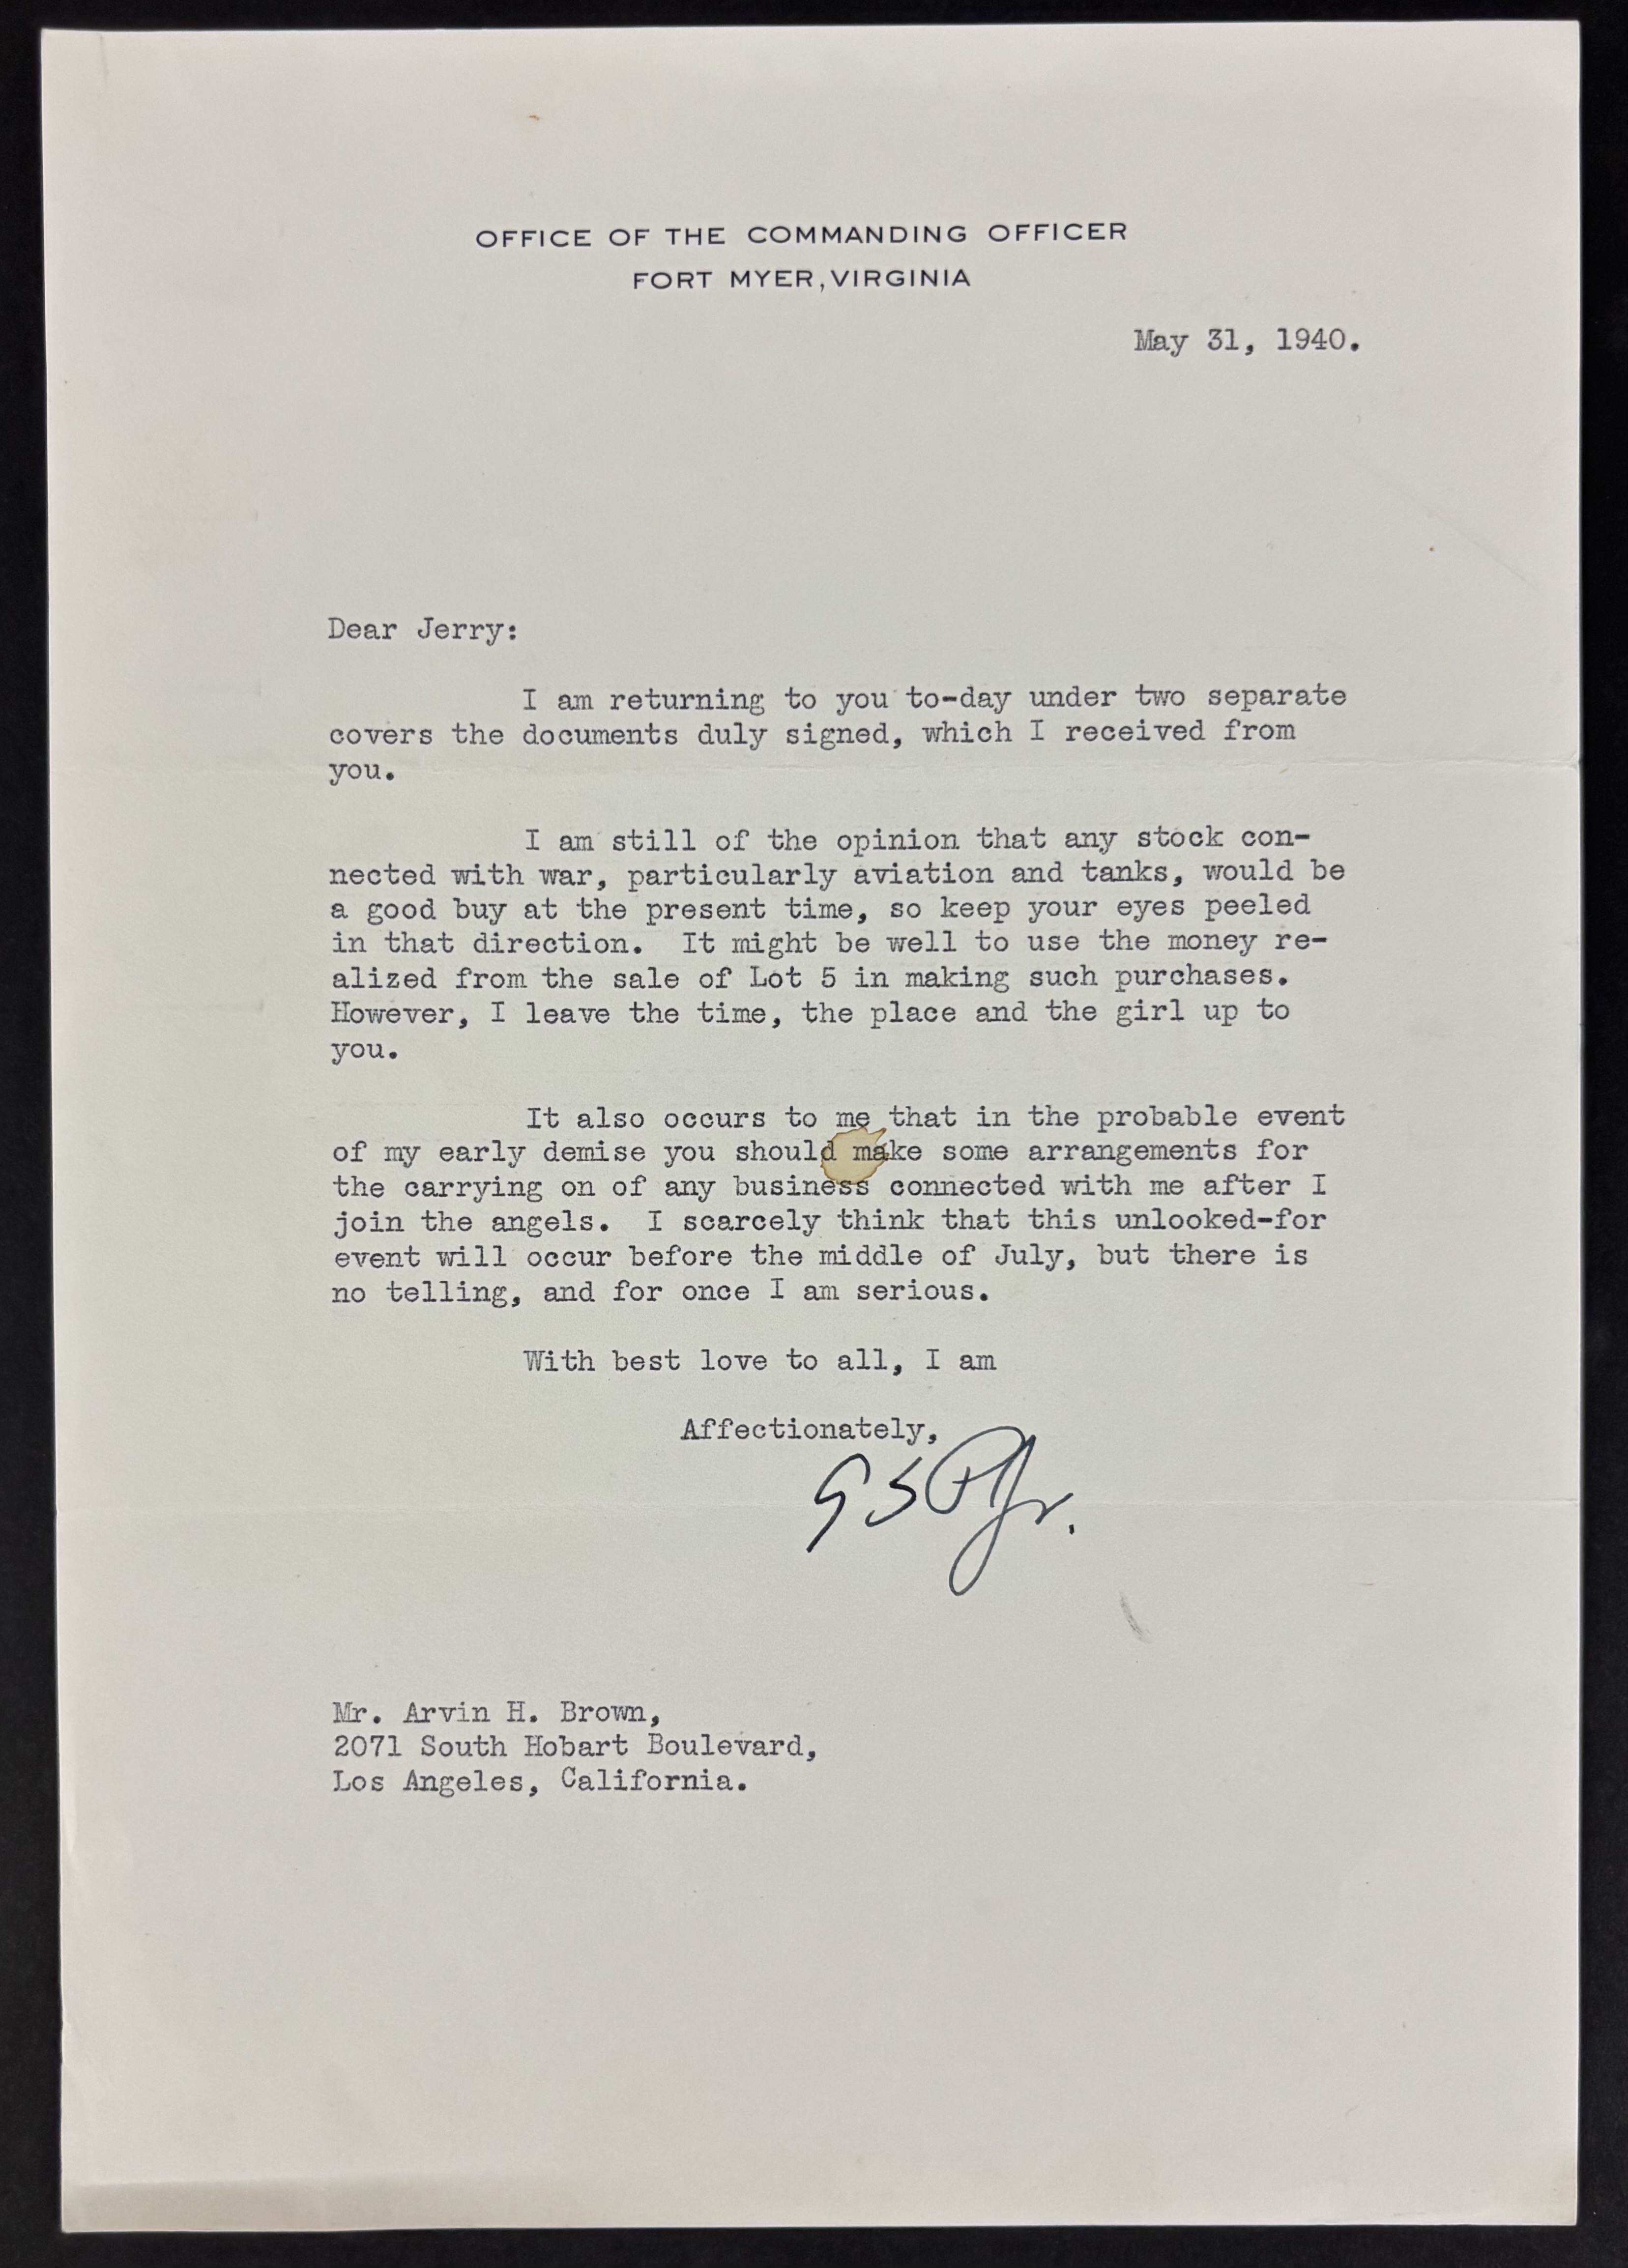 OFFICE OF THE COMMANDING OFFICER
FORT MYER, VIRGINIA
May 31, 1940.
Dear Jerry:
I am returning to you to-day under two separate
covers the documents duly signed, which I received from
you.
I am still of the opinion that any stock con-
nected with war, particularly aviation and tanks, would be
a good buy at the present time, so keep your eyes peeled
in that direction. It might be well to use the money re-
alized from the sale of Lot 5 in making such purchases.
However, I leave the time, the place and the girl up to
you.
It also occurs to me that in the probable event
of my early demise you should make some arrangements for
the carrying on of any business connected with me after I
join the angels. I scarcely think that this unlooked-for
event will occur before the middle of July, but there is
no telling, and for once I am serious.
With best love to all, I am
Affectionately,
GSPJr.
Mr. Arvin H. Brown,
2071 South Hobart Boulevard,
Los Angeles, California.